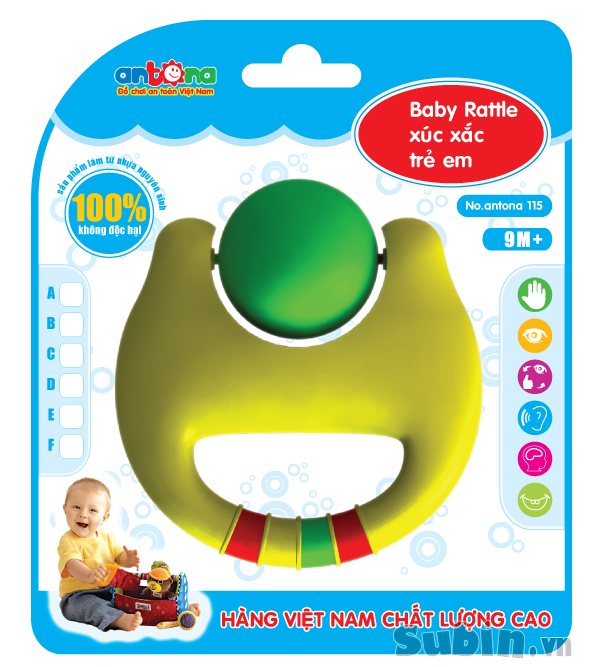 antona
Đồ chơi an toàn Việt Nam
Baby Rattle
xúc xắc
trẻ em
sản phẩm làm từ nhựa nguyên sinh
100%
không độc hại
No.antona 115
9M+
A
B
C
D
E
F
HÀNG VIỆT NAM CHẤT LƯỢNG CAO
Subin.vn